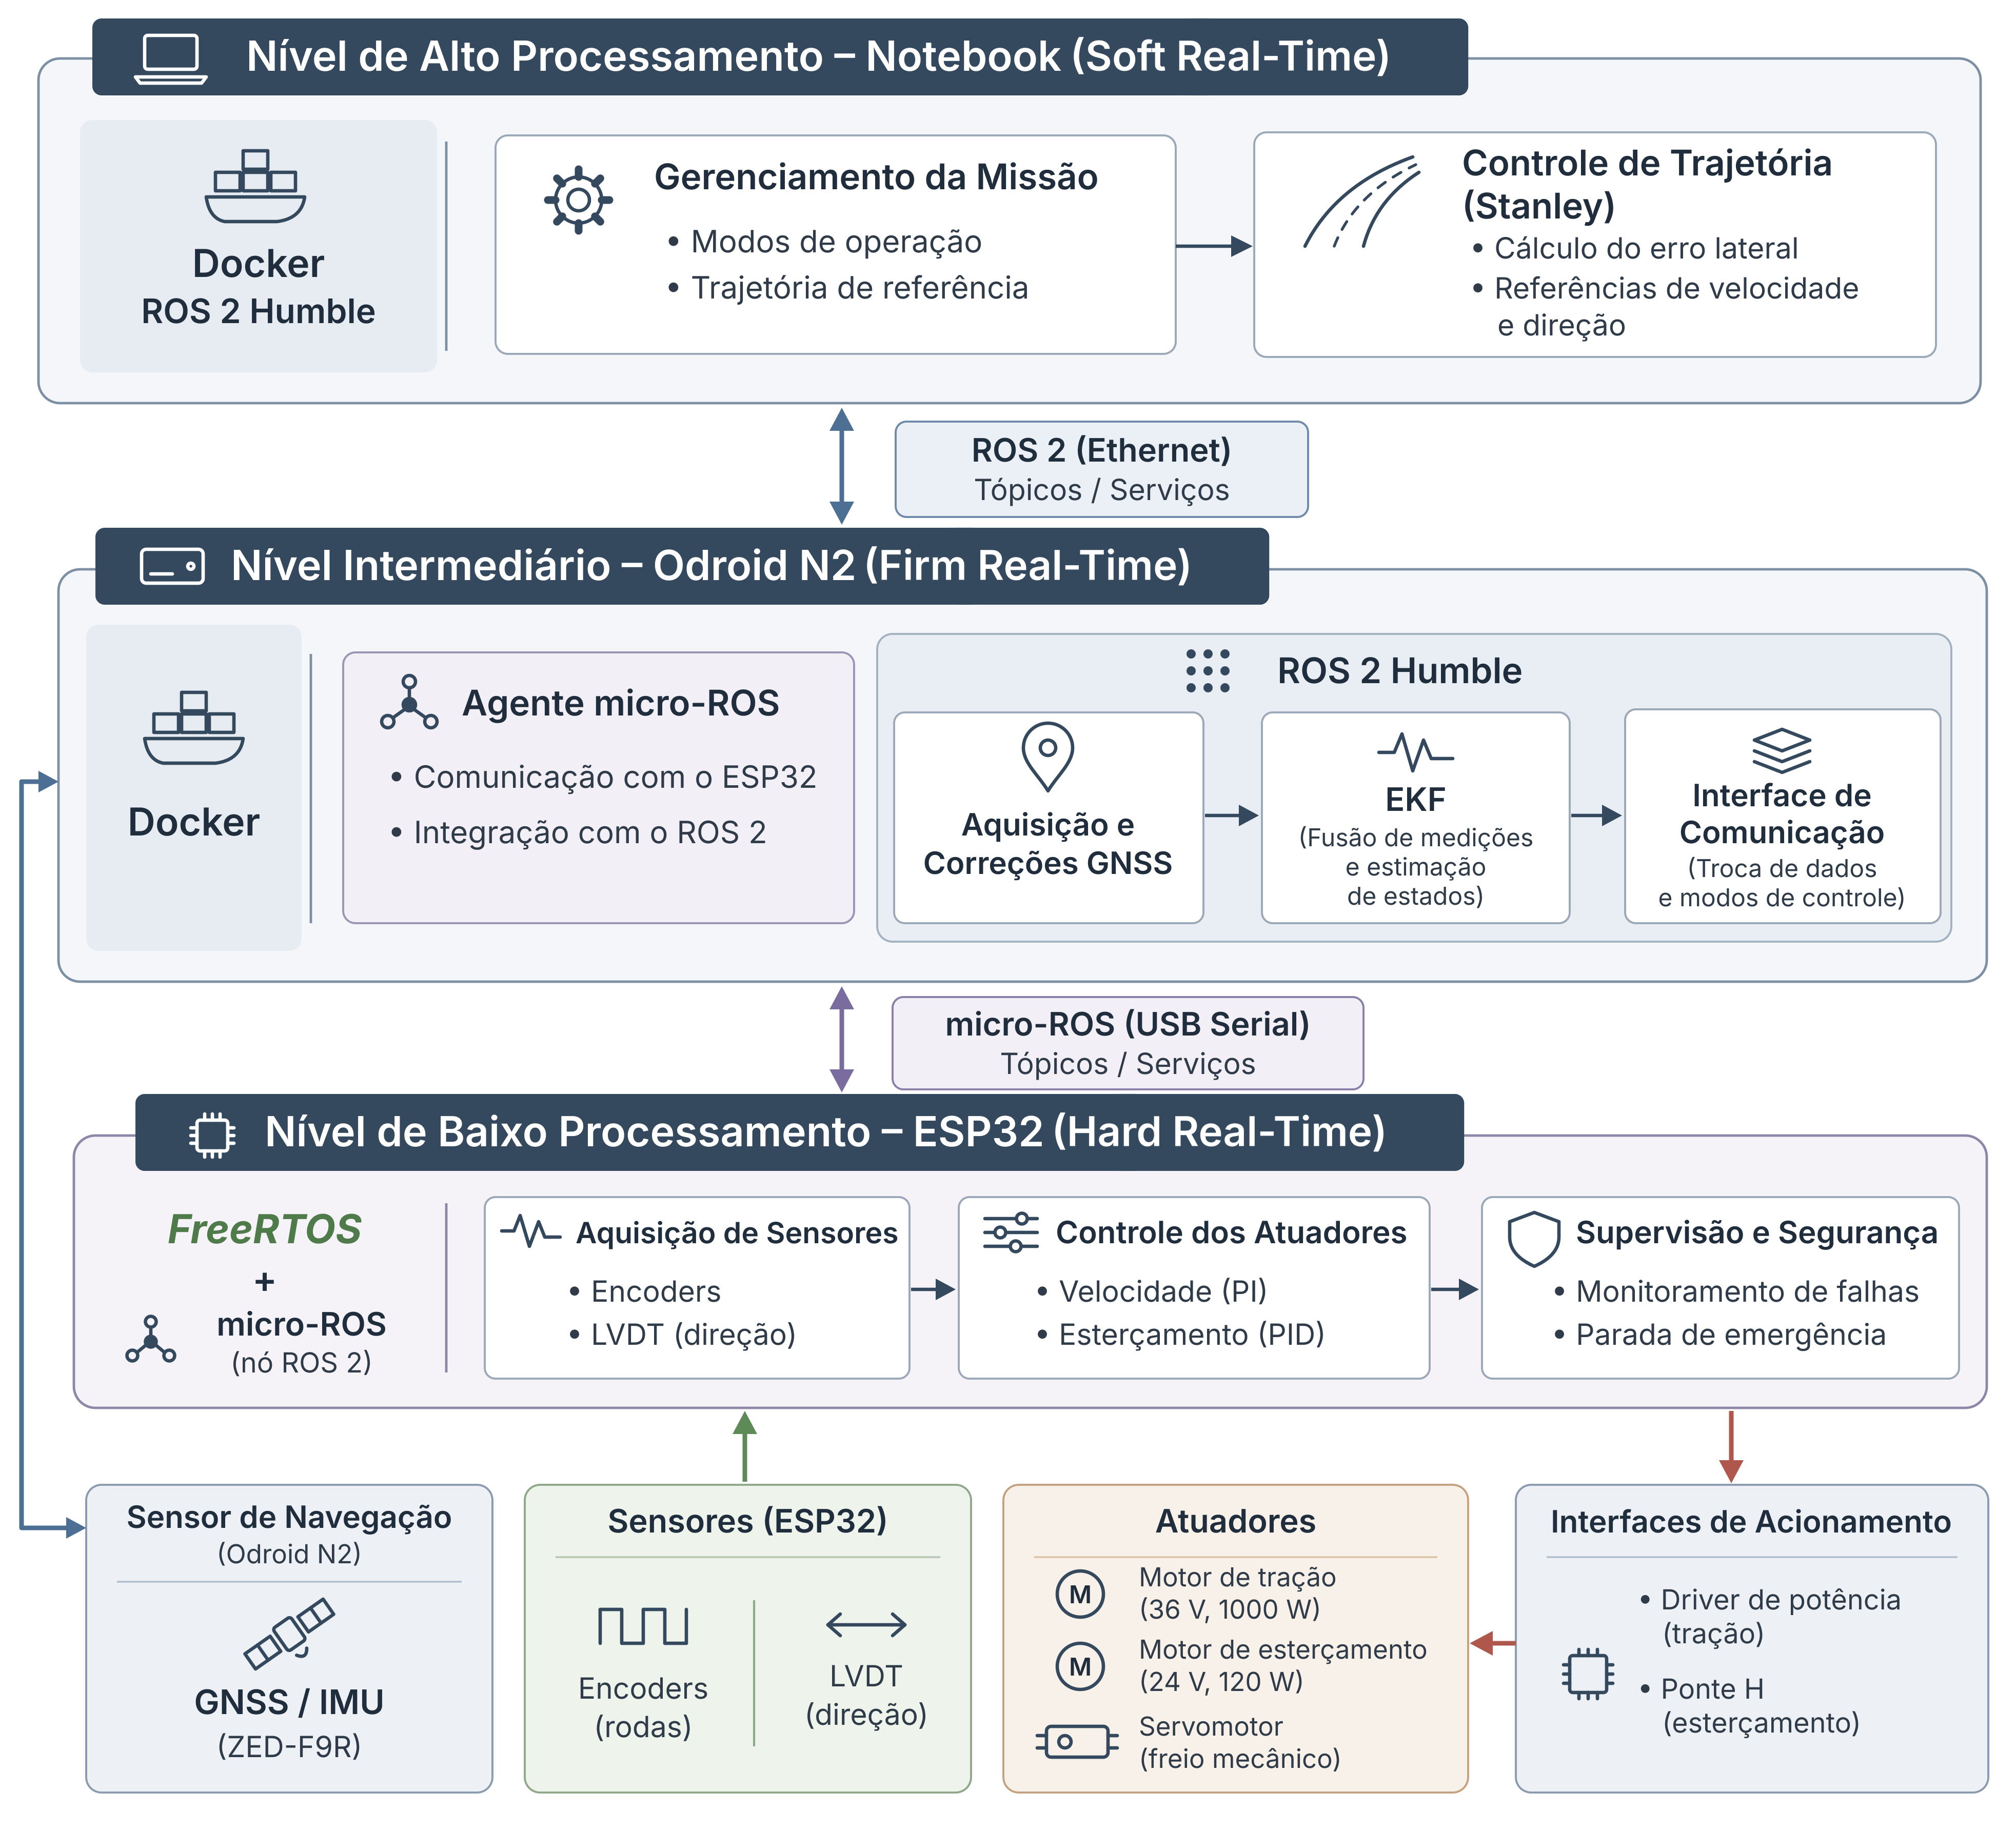 Nível de Alto Processamento – Notebook (Soft Real-Time)
Docker
ROS 2 Humble
Gerenciamento da Missão
• Modos de operação
• Trajetória de referência
Controle de Trajetória
(Stanley)
• Cálculo do erro lateral
• Referências de velocidade
e direção
ROS 2 (Ethernet)
Tópicos / Serviços
Nível Intermediário – Odroid N2 (Firm Real-Time)
Docker
Agente micro-ROS
• Comunicação com o ESP32
• Integração com o ROS 2
ROS 2 Humble
Aquisição e
Correções GNSS
EKF
(Fusão de medições
e estimação
de estados)
Interface de
Comunicação
(Troca de dados
e modos de controle)
micro-ROS (USB Serial)
Tópicos / Serviços
Nível de Baixo Processamento – ESP32 (Hard Real-Time)
FreeRTOS
+
micro-ROS
(nó ROS 2)
Aquisição de Sensores
• Encoders
• LVDT (direção)
Controle dos Atuadores
• Velocidade (PI)
• Esterçamento (PID)
Supervisão e Segurança
• Monitoramento de falhas
• Parada de emergência
Sensor de Navegação
(Odroid N2)
GNSS / IMU
(ZED-F9R)
Sensores (ESP32)
Encoders
(rodas)
LVDT
(direção)
Atuadores
M
Motor de tração
(36 V, 1000 W)
M
Motor de esterçamento
(24 V, 120 W)
Servomotor
(freio mecânico)
Interfaces de Acionamento
• Driver de potência
(tração)
• Ponte H
(esterçamento)